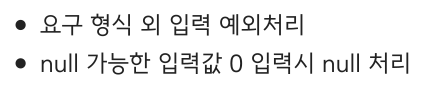 • 요구 형식 외 입력 예외처리
• null 가능한 입력값 0 입력시 null 처리